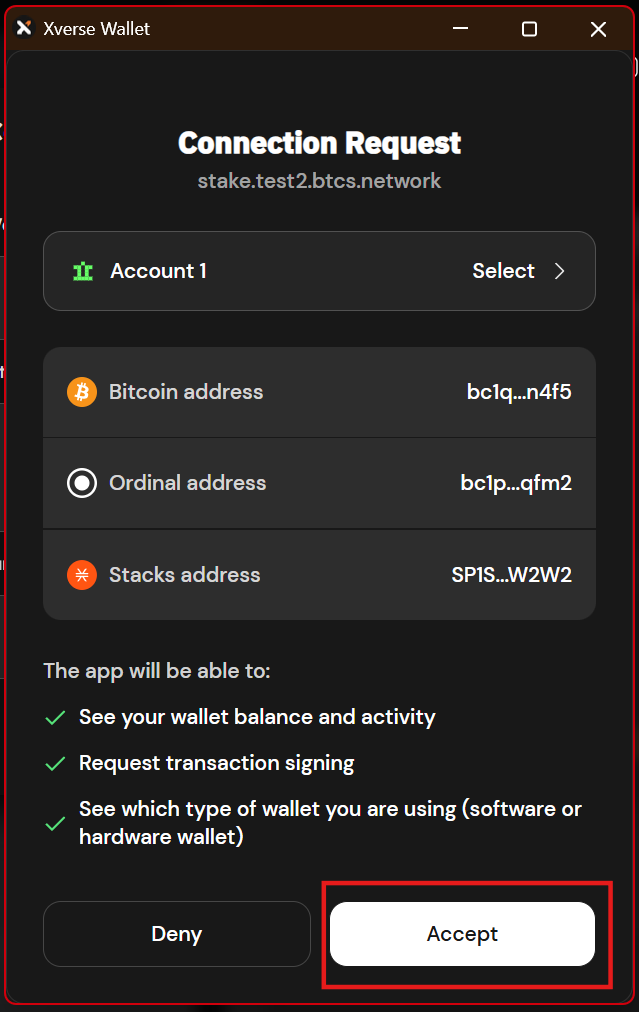 Xverse Wallet
Connection Request
stake.test2.btcs.network
Account 1 Select
Bitcoin address bc1q...n4f5
Ordinal address bc1p...qfm2
Stacks address SP1S...W2W2
The app will be able to:
See your wallet balance and activity
Request transaction signing
See which type of wallet you are using (software or
hardware wallet)
Deny Accept